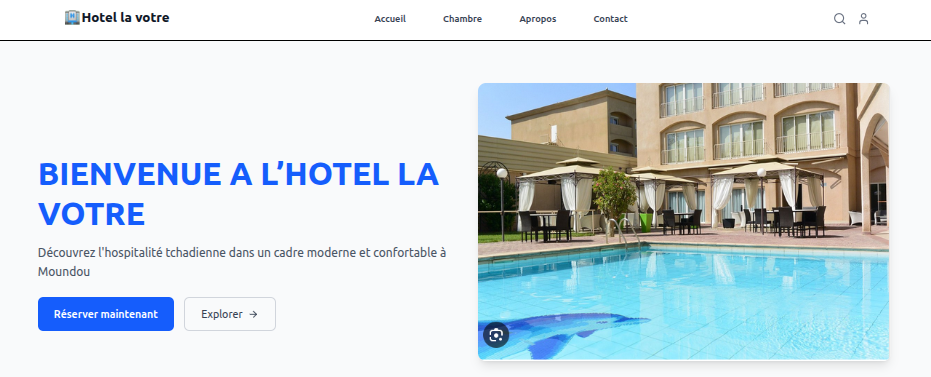 Hotel la votre
Accueil
Chambre
Apropos
Contact
BIENVENUE A L’HOTEL LA
VOTRE
Découvrez l'hospitalité tchadienne dans un cadre moderne et confortable à
Moundou
Réserver maintenant
Explorer →